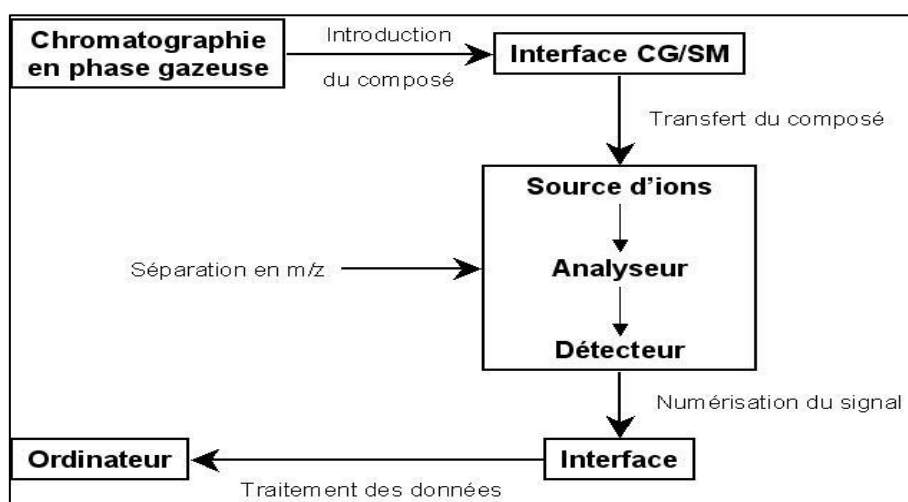 Chromatographie
en phase gazeuse
Introduction
du composé
Interface CG/SM
Transfert du composé
Source d'ions
Séparation en m/z
Analyseur
Détecteur
Numérisation du signal
Interface
Traitement des données
Ordinateur